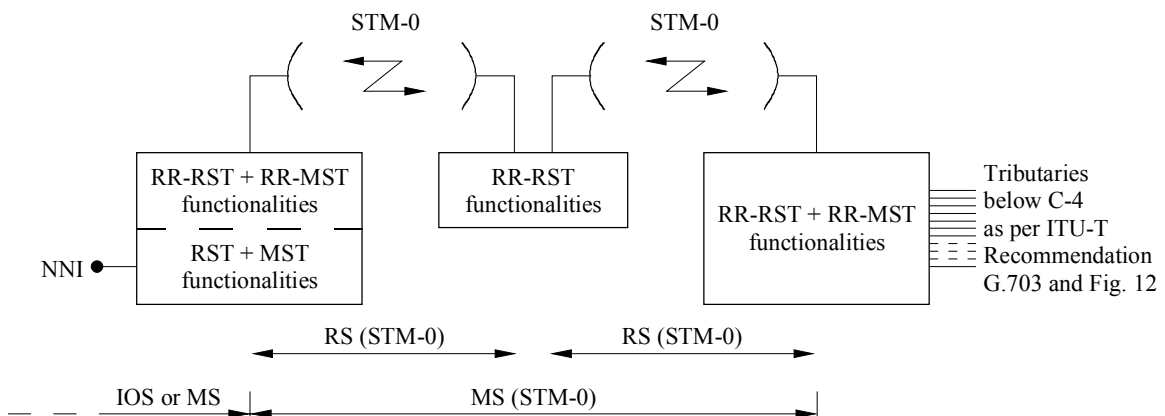 STM-0
STM-0
RR-RST + RR-MST
functionalities
RST + MST
functionalities
NNI
RR-RST
functionalities
RR-RST + RR-MST
functionalities
Tributaries
below C-4
as per ITU-T
Recommendation
G.703 and Fig. 12
RS (STM-0)
RS (STM-0)
IOS or MS
MS (STM-0)